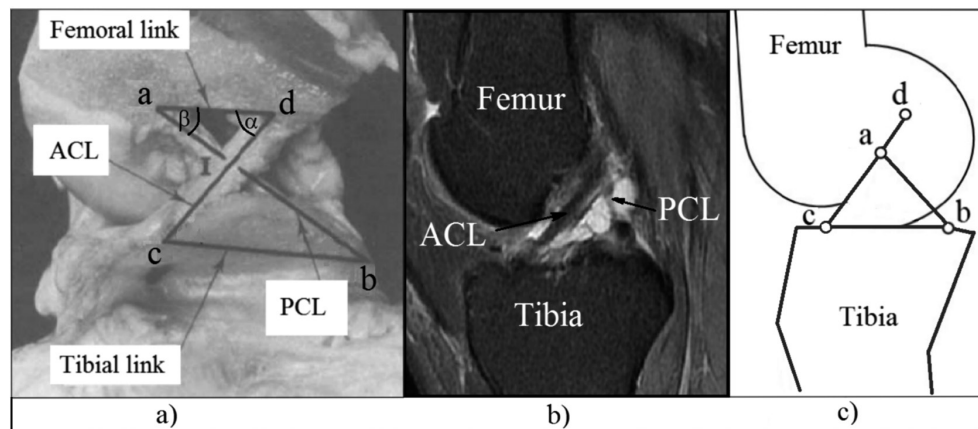 Femoral link
a
d
β
α
I
ACL
c
b
PCL
Tibial link
a)
Femur
ACL
PCL
Tibia
b)
Femur
d
a
c
b
Tibia
c)